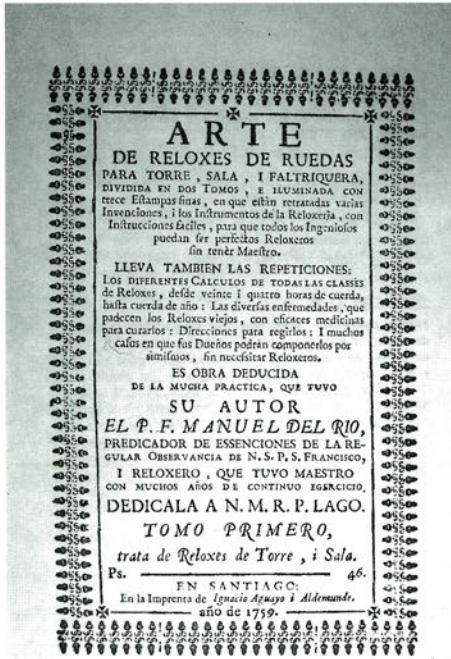 ARTE
DE RELOXES DE RUEDAS
PARA TORRE, SALA, I FALTRIQUERA,
DIVIDIDA EN DOS TOMOS, E ILUMINADA CON
trece Estampas finas, en que están retratadas varias
Invenciones, i los Instrumentos de la Reloxeria, con
Instrucciones faciles, para que todos los Ingeniosos
puedan ser perfectos Reloxeros
sin tener Maestro.
LLEVA TAMBIEN LAS REPETICIONES:
LOS DIFERENTES CALCULOS DE TODAS LAS CLASSES
de Reloxes, desde veinte i quatro horas de cuerda,
hasta cuerda de año: Las diversas enfermedades, que
padecen los Reloxes viejos, con eficaces medicinas
para curarlos: Direcciones para regirlos: I muchos
casos en que sus Dueños podrán componerlos por
simismos, sin necesitar Reloxeros.
ES OBRA DEDUCIDA
DE LA MUCHA PRACTICA, QUE TUVO
SU AUTOR
EL P. F. MANUEL DEL RIO,
PREDICADOR DE ESSENCIONES DE LA RE-
GULAR OBSERVANCIA DE N. S. P. S. FRANCISCO,
I RELOXERO, QUE TUVO MAESTRO
CON MUCHOS AÑOS DE CONTINUO EGERCICIO.
DEDICALA A N. M. R. P. LAGO.
TOMO PRIMERO,
trata de Reloxes de Torre, i Sala.
Ps. 46.
EN SANTIAGO:
En la Imprenta de Ignacio Aguayo i Aldemunde.
año de 1759.